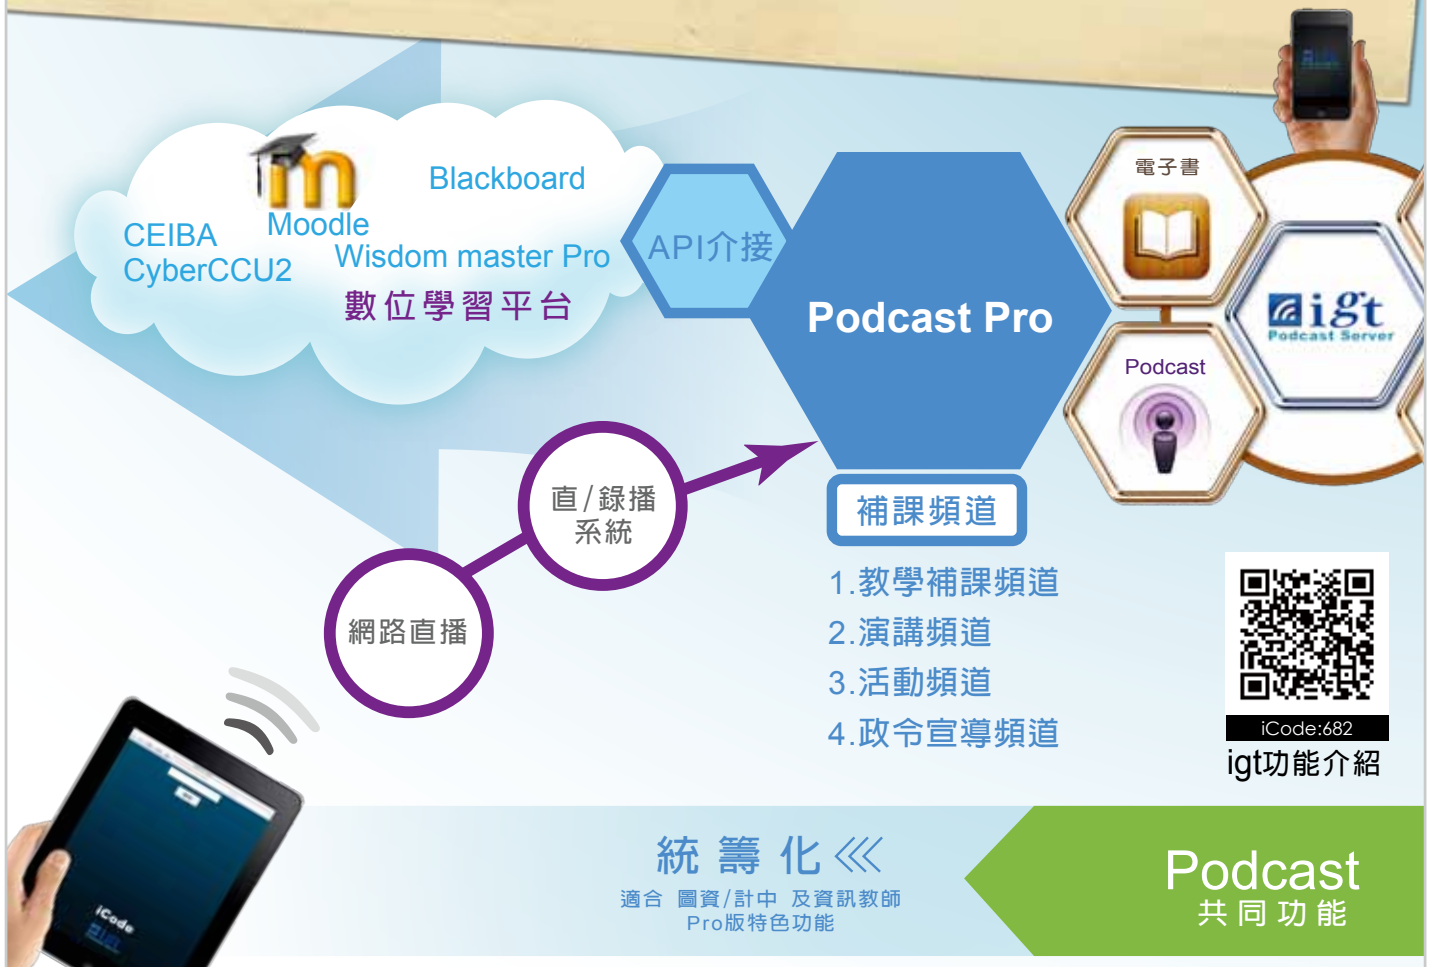 電子書
Blackboard
Moodle
CEIBA
CyberCCU2
Wisdom master Pro
數位學習平台
API介接
Podcast Pro
igt
Podcast Server
Podcast
直/錄播
系統
網路直播
補課頻道
1.教學補課頻道
2.演講頻道
3.活動頻道
4.政令宣導頻道
iCode:682
igt功能介紹
統籌化
適合 圖資/計中 及資訊教師
Pro版特色功能
Podcast
共同功能
iCode
igt